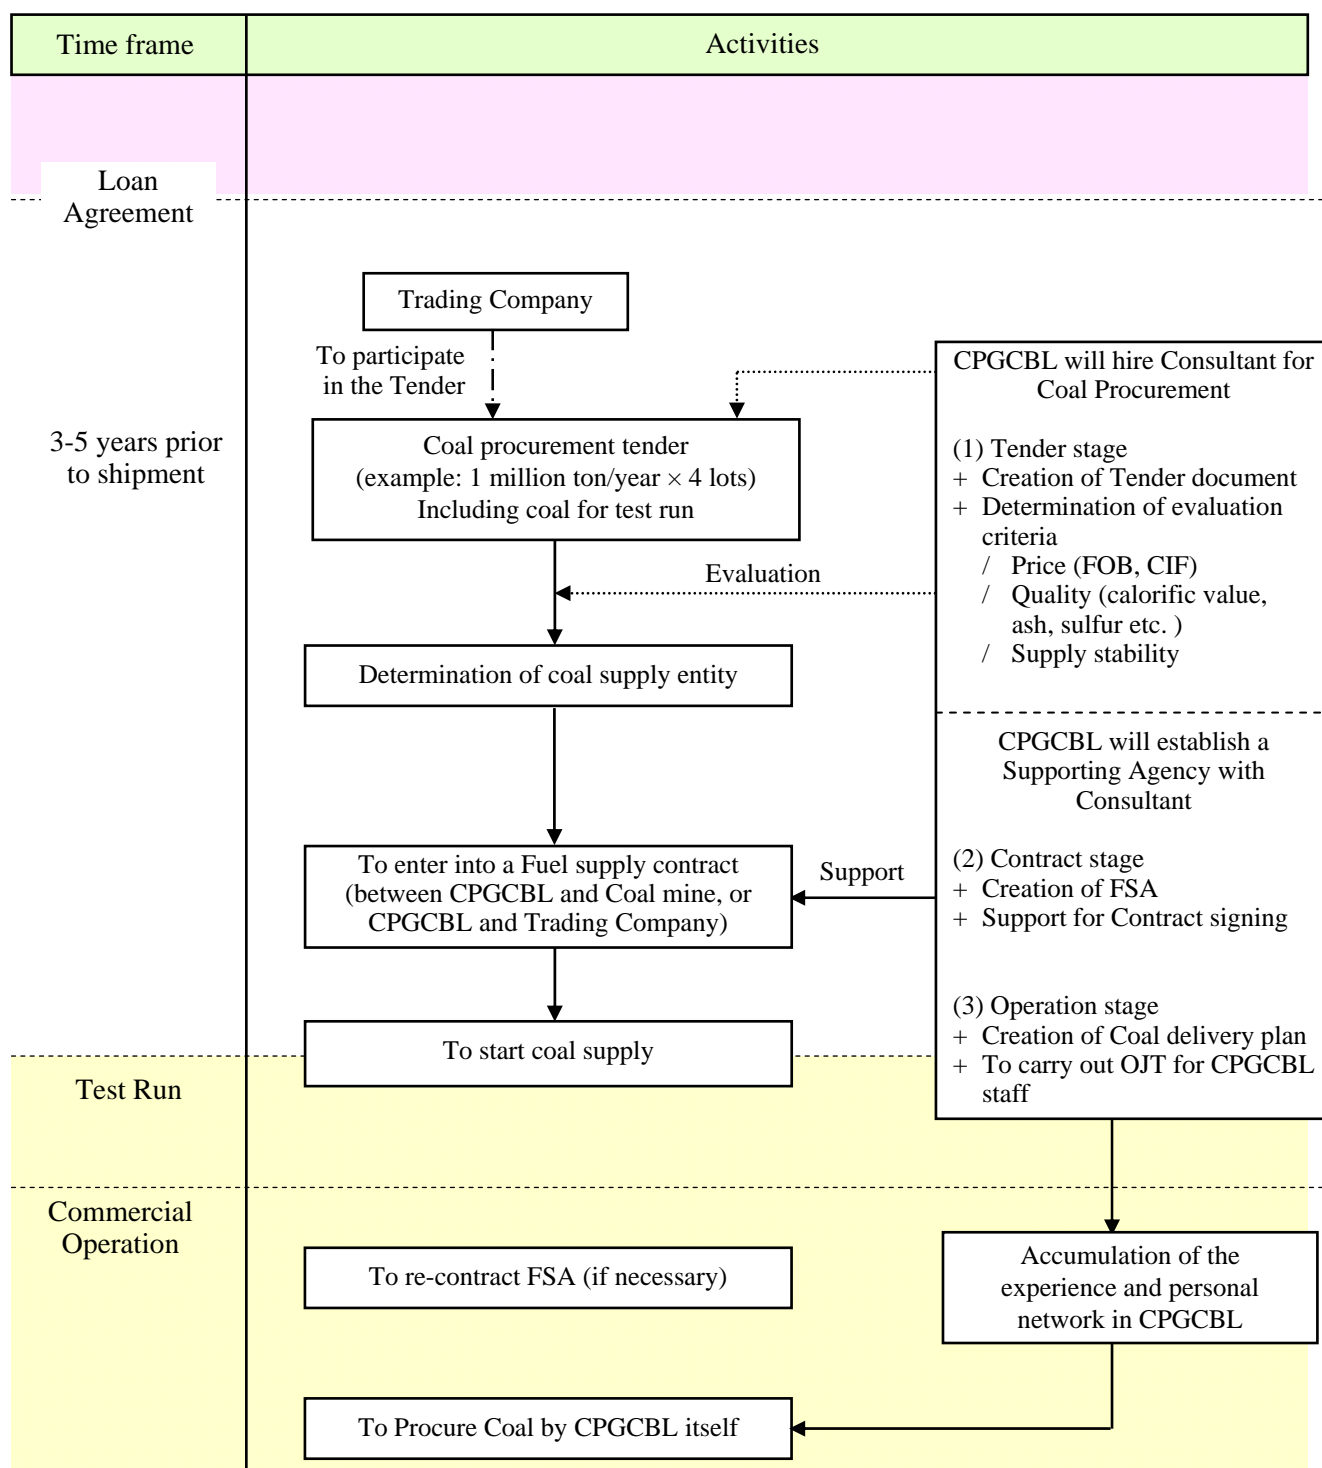 Time frame
Activities
Loan
Agreement
Trading Company
To participate
in the Tender
3-5 years prior
to shipment
Coal procurement tender
(example: 1 million ton/year × 4 lots)
Including coal for test run
Evaluation
Determination of coal supply entity
To enter into a Fuel supply contract
(between CPGCBL and Coal mine, or
CPGCBL and Trading Company)
Support
To start coal supply
CPGCBL will hire Consultant for
Coal Procurement
(1) Tender stage
+ Creation of Tender document
+ Determination of evaluation
criteria
/ Price (FOB, CIF)
/ Quality (calorific value,
ash, sulfur etc. )
/ Supply stability
CPGCBL will establish a
Supporting Agency with
Consultant
(2) Contract stage
+ Creation of FSA
+ Support for Contract signing
(3) Operation stage
+ Creation of Coal delivery plan
+ To carry out OJT for CPGCBL
staff
Test Run
Commercial
Operation
To re-contract FSA (if necessary)
Accumulation of the
experience and personal
network in CPGCBL
To Procure Coal by CPGCBL itself